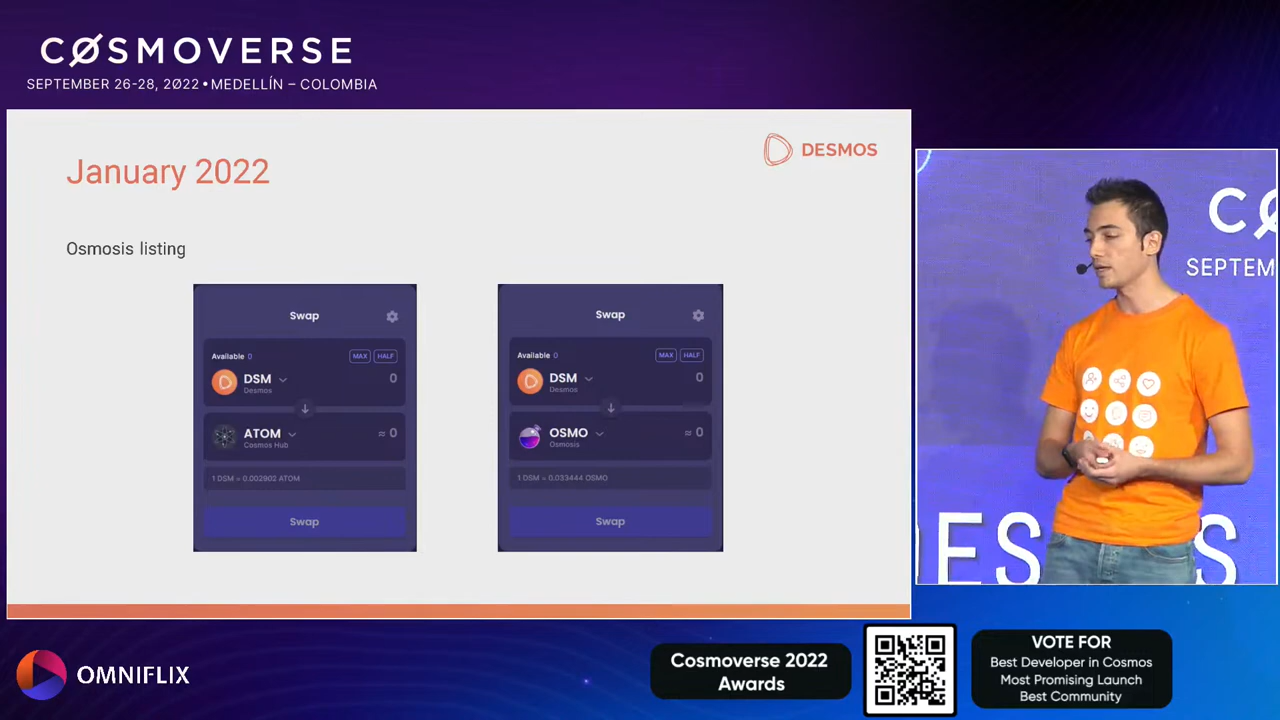 CØSMOVERSE
SEPTEMBER 26-28, 2022 • MEDELLÍN – COLOMBIA
January 2022
DESMOS
Osmosis listing
Swap
Available 0
MAX HALF
DSM
Desmos
0
ATOM
Cosmos Hub
≈ 0
1 DSM = 0.002902 ATOM
Swap
Swap
Available 0
MAX HALF
DSM
Desmos
0
OSMO
Osmosis
≈ 0
1 DSM = 0.033444 OSMO
Swap
CØ
SEPTEM
ES S
OMNIFLIX
Cosmoverse 2022
Awards
VOTE FOR
Best Developer in Cosmos
Most Promising Launch
Best Community